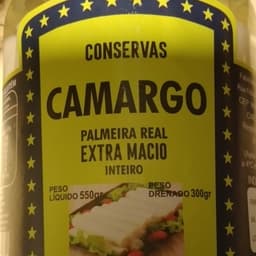 CONSERVAS
CAMARGO
PALMEIRA REAL
EXTRA MACIO
INTEIRO
PESO
LÍQUIDO 550gr
PESO
DRENADO 300gr